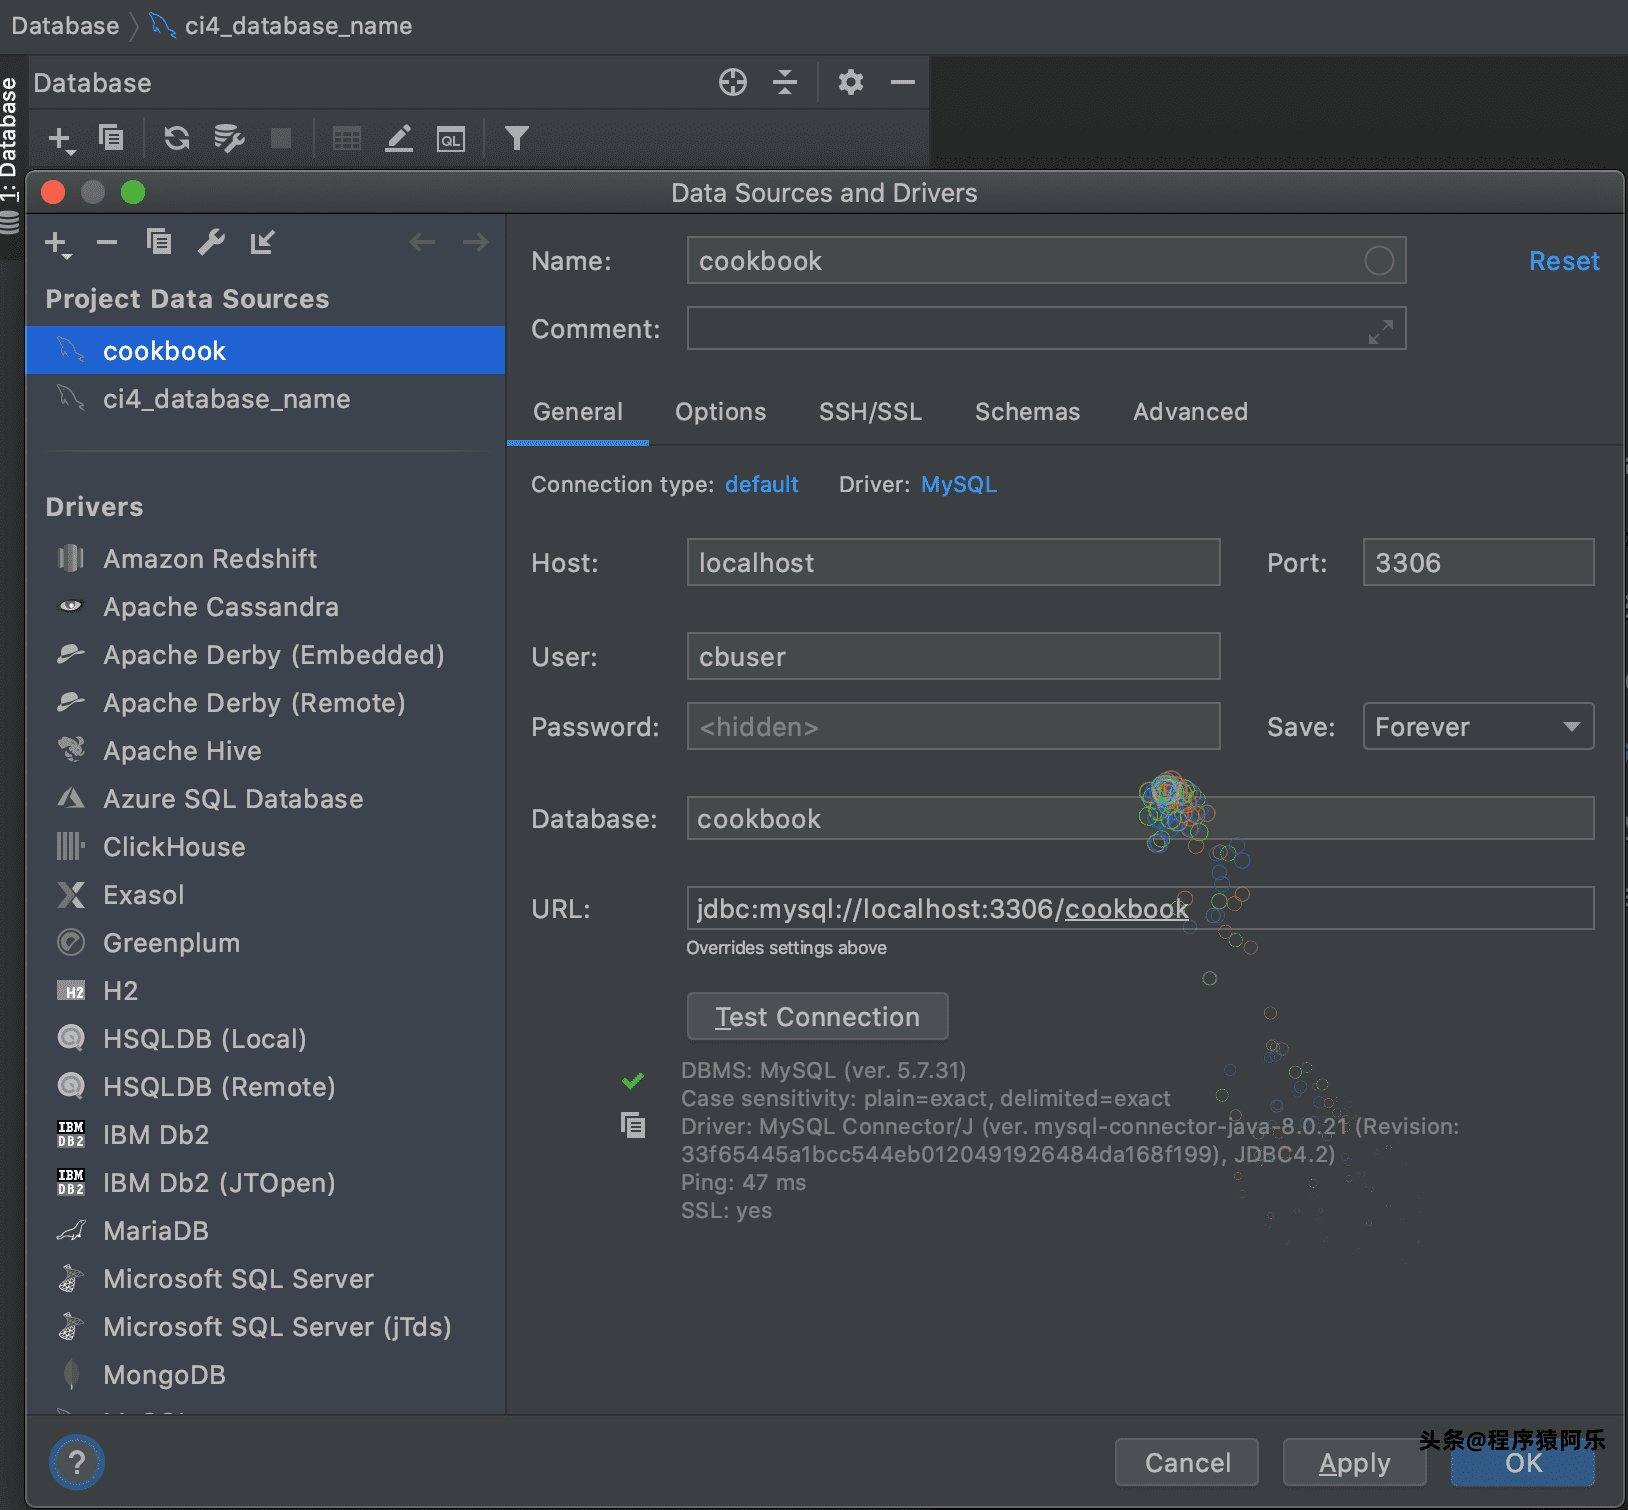 Database ci4_database_name
1: Database
Database
QL
Data Sources and Drivers
Project Data Sources
cookbook
ci4_database_name
Drivers
Amazon Redshift
Apache Cassandra
Apache Derby (Embedded)
Apache Derby (Remote)
Apache Hive
Azure SQL Database
ClickHouse
Exasol
Greenplum
H2 H2
HSQLDB (Local)
HSQLDB (Remote)
IBM DB2 IBM Db2
IBM DB2 IBM Db2 (JTOpen)
MariaDB
Microsoft SQL Server
Microsoft SQL Server (jTds)
MongoDB
Name: cookbook Reset
Comment:
General Options SSH/SSL Schemas Advanced
Connection type: default Driver: MySQL
Host: localhost Port: 3306
User: cbuser
Password: <hidden> Save: Forever
Database: cookbook
URL: jdbc:mysql://localhost:3306/cookbook
Overrides settings above
Test Connection
DBMS: MySQL (ver. 5.7.31)
Case sensitivity: plain=exact, delimited=exact
Driver: MySQL Connector/J (ver. mysql-connector-java-8.0.21 (Revision:
33f65445a1bcc544eb0120491926484da168f199), JDBC4.2)
Ping: 47 ms
SSL: yes
? Cancel Apply OK
头条@程序猿阿乐